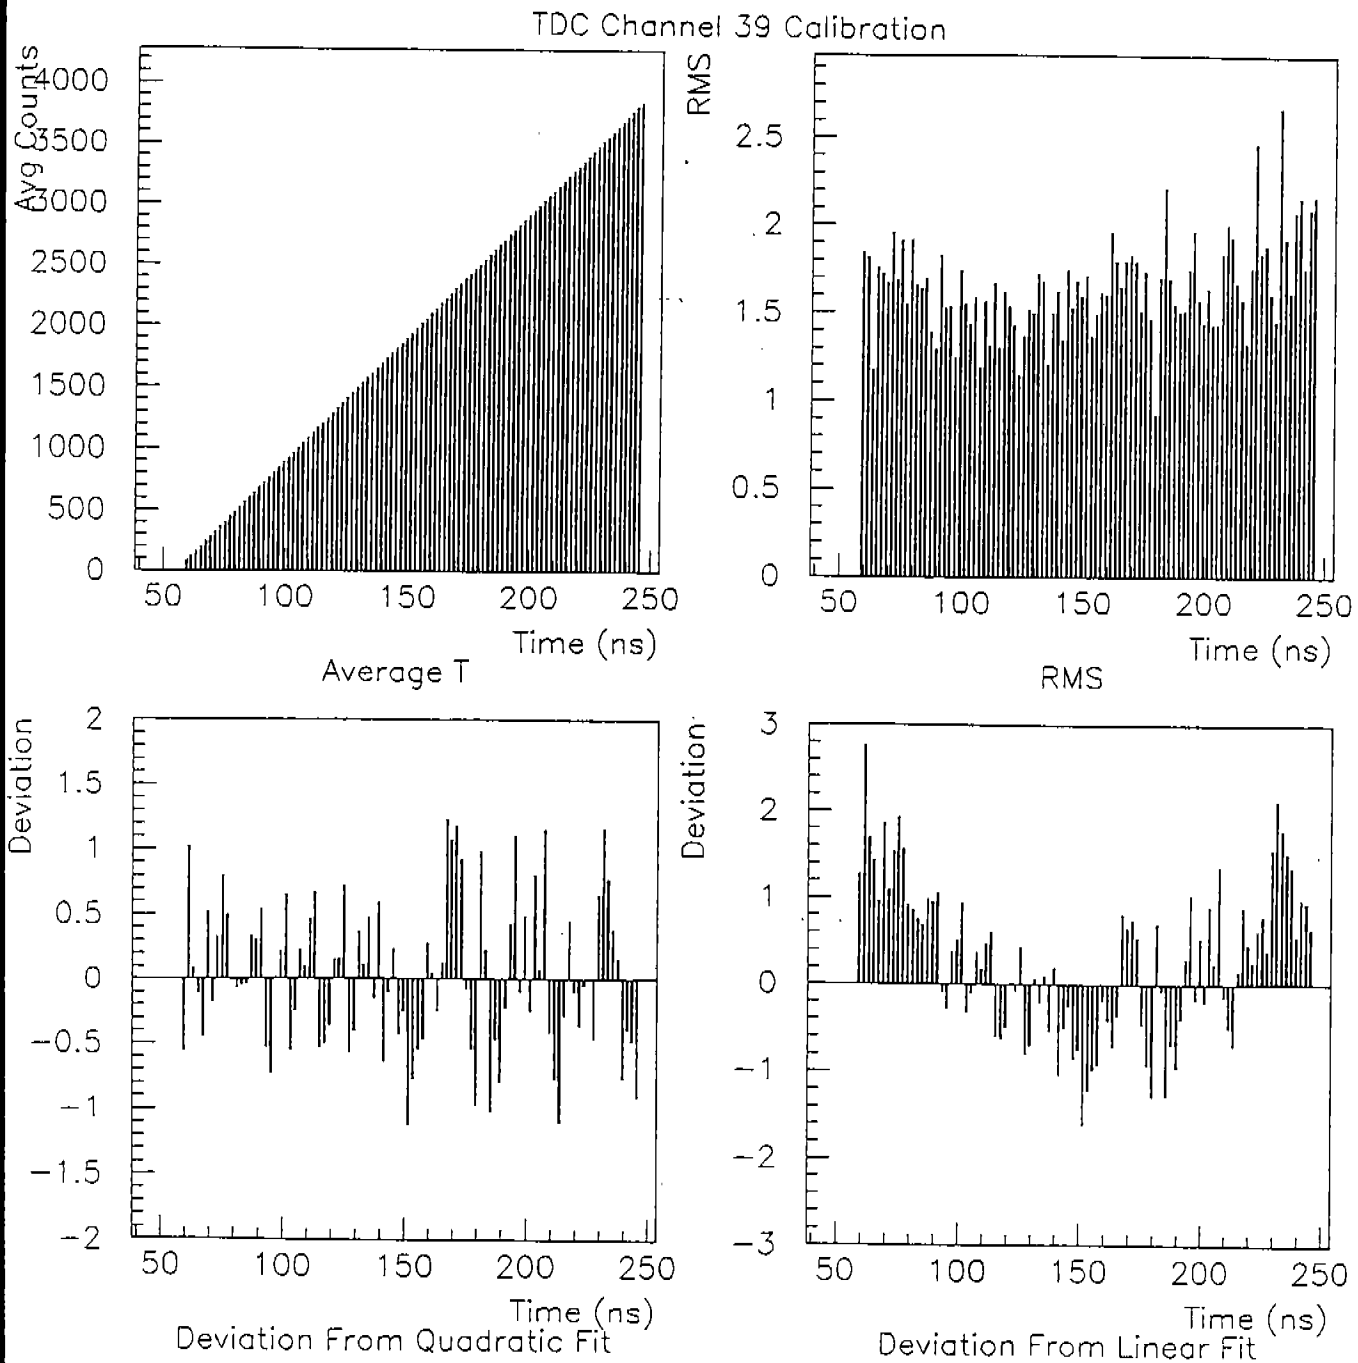 TDC Channel 39 Calibration
Avg Counts
4000
3500
3000
2500
2000
1500
1000
500
0
50 100 150 200 250
Time (ns)
Average T
RMS
2.5
2
1.5
1
0.5
0
50 100 150 200 250
Time (ns)
RMS
Deviation
2
1.5
1
0.5
0
−0.5
−1
−1.5
−2
50 100 150 200 250
Time (ns)
Deviation From Quadratic Fit
Deviation
3
2
1
0
−1
−2
−3
50 100 150 200 250
Time (ns)
Deviation From Linear Fit